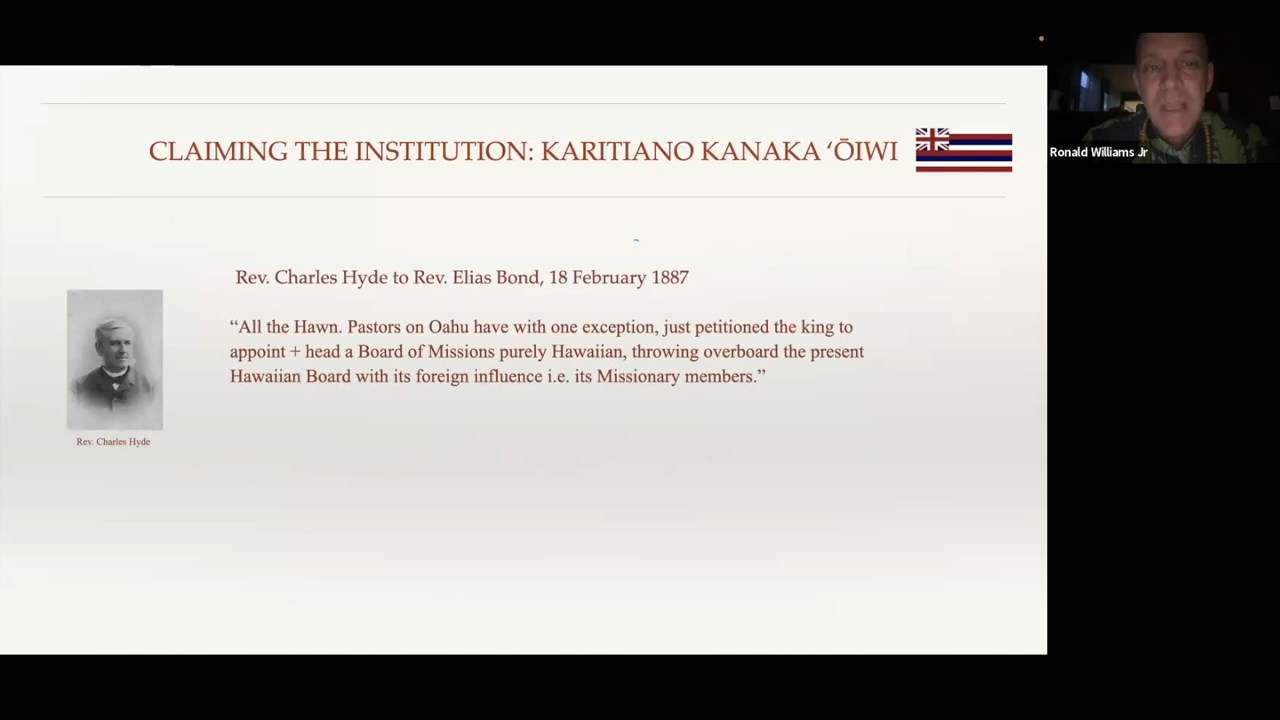 CLAIMING THE INSTITUTION: KARITIANO KANAKA ‘ŌIWI
Ronald Williams Jr
Rev. Charles Hyde to Rev. Elias Bond, 18 February 1887
“All the Hawn. Pastors on Oahu have with one exception, just petitioned the king to
appoint + head a Board of Missions purely Hawaiian, throwing overboard the present
Hawaiian Board with its foreign influence i.e. its Missionary members.”
Rev. Charles Hyde